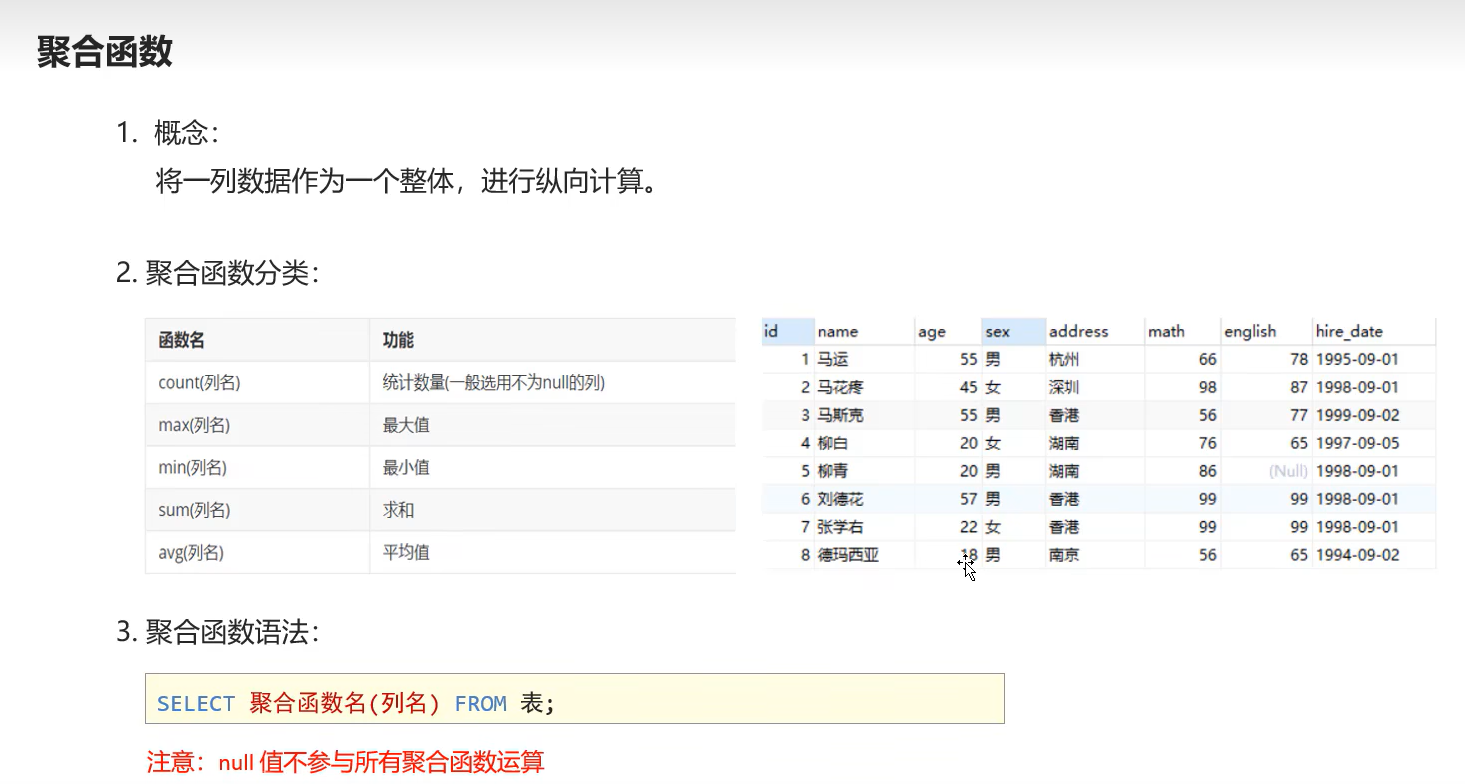 聚合函数
1. 概念：
将一列数据作为一个整体，进行纵向计算。
2. 聚合函数分类：
函数名 功能
count(列名) 统计数量(一般选用不为null的列)
max(列名) 最大值
min(列名) 最小值
sum(列名) 求和
avg(列名) 平均值
id name age sex address math english hire_date
1 马运 55 男 杭州 66 78 1995-09-01
2 马花疼 45 女 深圳 98 87 1998-09-01
3 马斯克 55 男 香港 56 77 1999-09-02
4 柳白 20 女 湖南 76 65 1997-09-05
5 柳青 20 男 湖南 86 (Null) 1998-09-01
6 刘德花 57 男 香港 99 99 1998-09-01
7 张学右 22 女 香港 99 99 1998-09-01
8 德玛西亚 18 男 南京 56 65 1994-09-02
3. 聚合函数语法：
SELECT 聚合函数名(列名) FROM 表;
注意：null 值不参与所有聚合函数运算